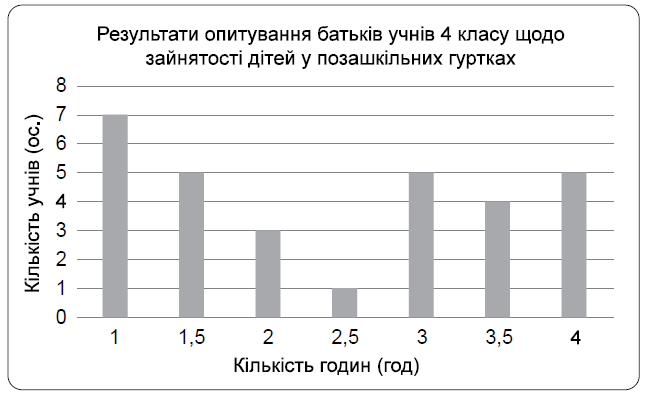 Результати опитування батьків учнів 4 класу щодо
зайнятості дітей у позашкільних гуртках
Кількість учнів (ос.)
8
7
6
5
4
3
2
1
0
1 1,5 2 2,5 3 3,5 4
Кількість годин (год)